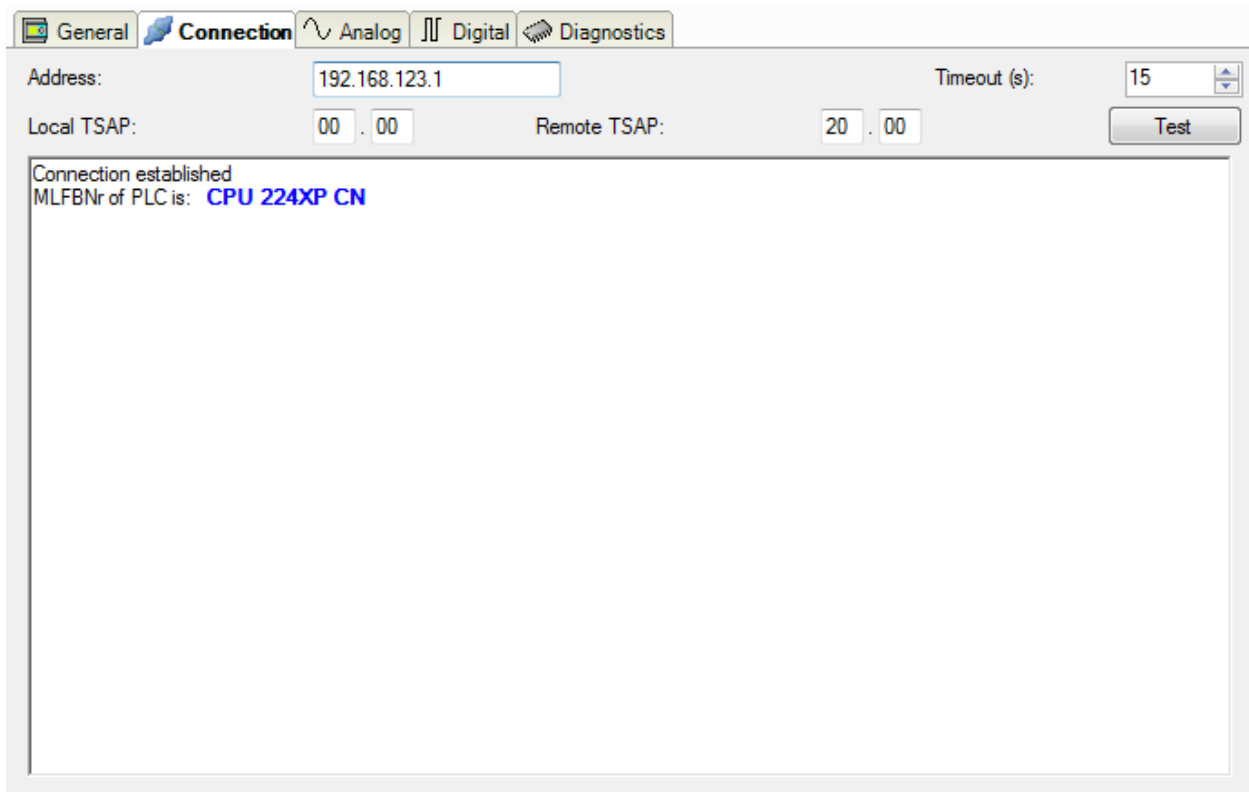 General Connection Analog Digital Diagnostics
Address: 192.168.123.1 Timeout (s): 15
Local TSAP: 00 . 00 Remote TSAP: 20 . 00 Test
Connection established
MLFBNr of PLC is: CPU 224XP CN